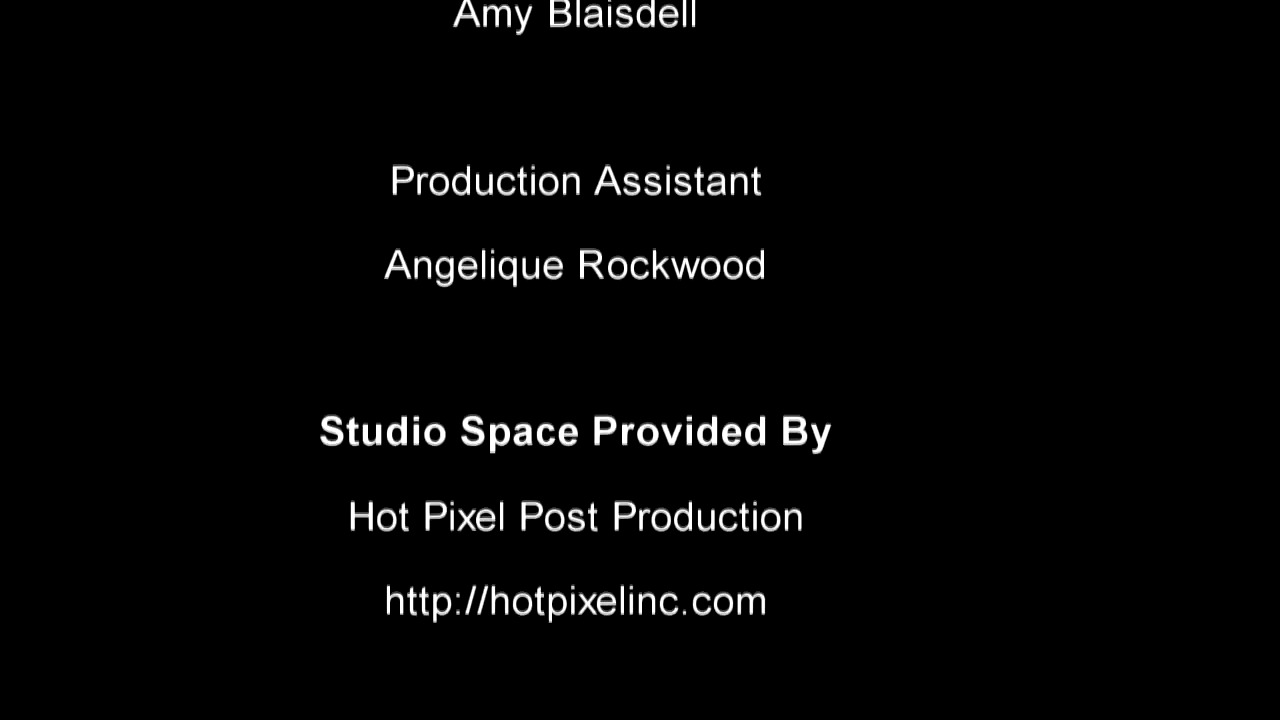 Amy Blaisdell
Production Assistant
Angelique Rockwood
Studio Space Provided By
Hot Pixel Post Production
http://hotpixelinc.com